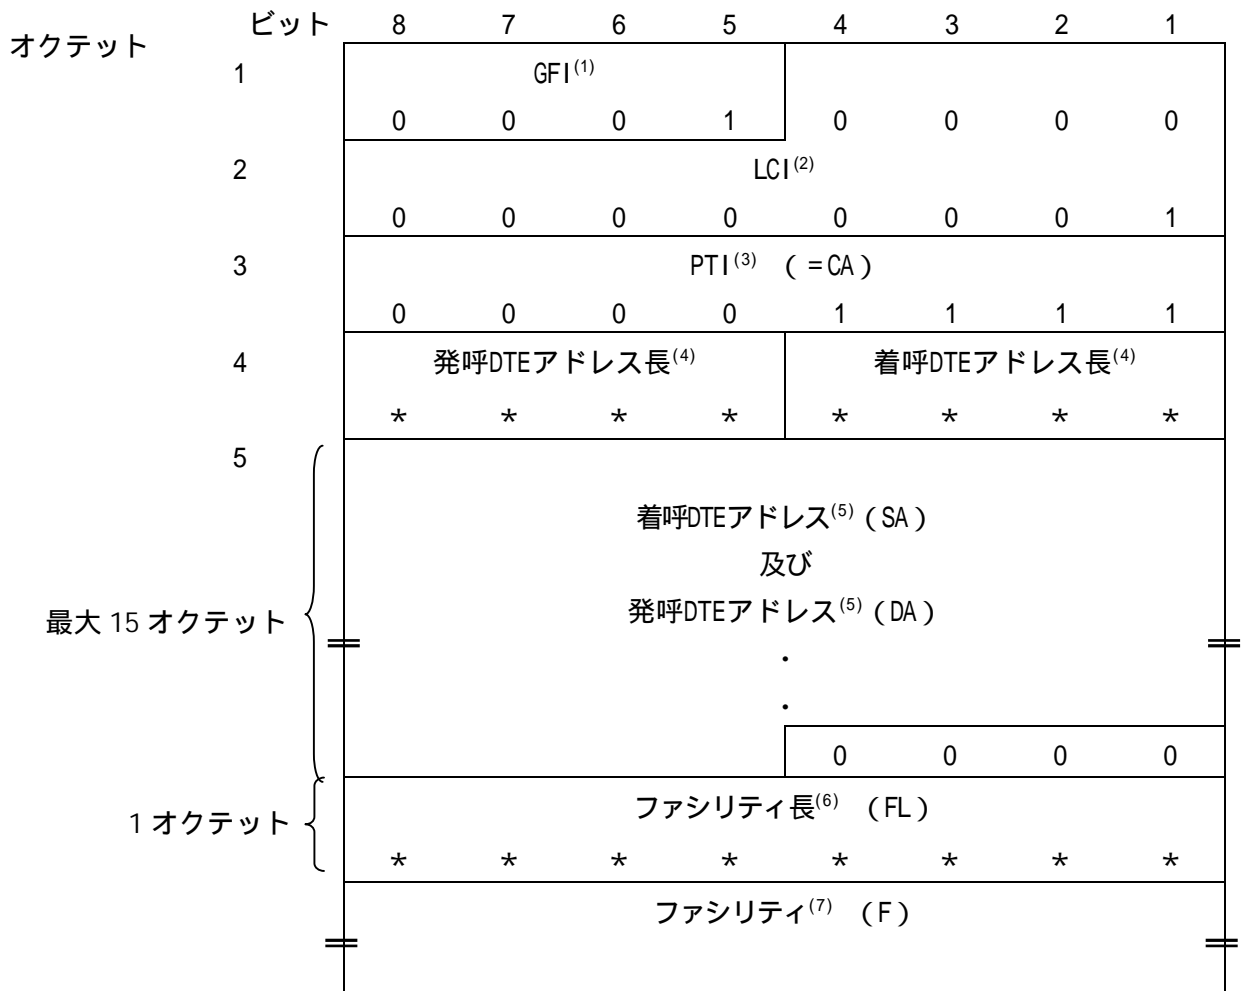 ビット 8 7 6 5 4 3 2 1
オクテット
1 GFI(1)
0 0 0 1 0 0 0 0
2 LCI(2)
0 0 0 0 0 0 0 1
3 PTI(3) (=CA)
0 0 0 0 1 1 1 1
4 発呼DTEアドレス長(4) 着呼DTEアドレス長(4)
* * * * * * * *
5
着呼DTEアドレス(5)(SA)
及び
発呼DTEアドレス(5)(DA)
最大 15 オクテット
・
・
0 0 0 0
ファシリティ長(6) (FL)
1 オクテット
* * * * * * * *
ファシリティ(7) (F)